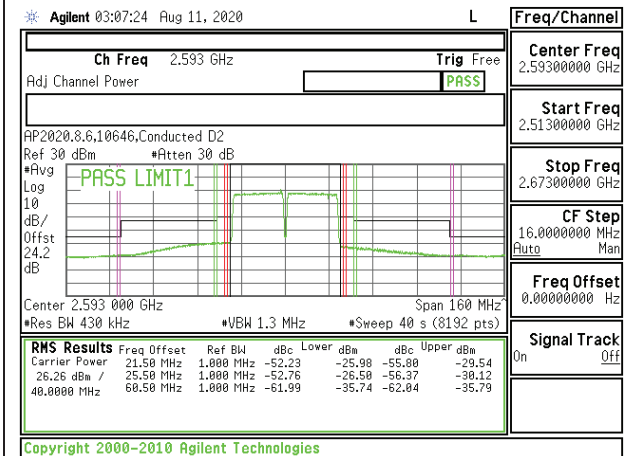 Agilent 03:07:24 Aug 11, 2020 L
Freq/Channel
Ch Freq 2.593 GHz Trig Free
Adj Channel Power PASS
Center Freq
2.59300000 GHz
Start Freq
2.51300000 GHz
Stop Freq
2.67300000 GHz
CF Step
16.0000000 MHz
Auto Man
Freq Offset
0.00000000 Hz
Signal Track
On Off
AP2020.8.6,10646,Conducted D2
Ref 30 dBm #Atten 30 dB
#Avg
Log
10
dB/
Offst
24.2
dB
PASS LIMIT1
Center 2.593 000 GHz Span 160 MHz^
#Res BW 430 kHz #VBW 1.3 MHz #Sweep 40 s (8192 pts)
RMS Results Freq Offset Ref BW dBc Lower dBm dBc Upper dBm
Carrier Power 21.50 MHz 1.000 MHz -52.23 -25.98 -55.80 -29.54
26.26 dBm / 25.50 MHz 1.000 MHz -52.76 -26.50 -56.37 -30.12
40.0000 MHz 60.50 MHz 1.000 MHz -61.99 -35.74 -62.04 -35.79
Copyright 2000-2010 Agilent Technologies